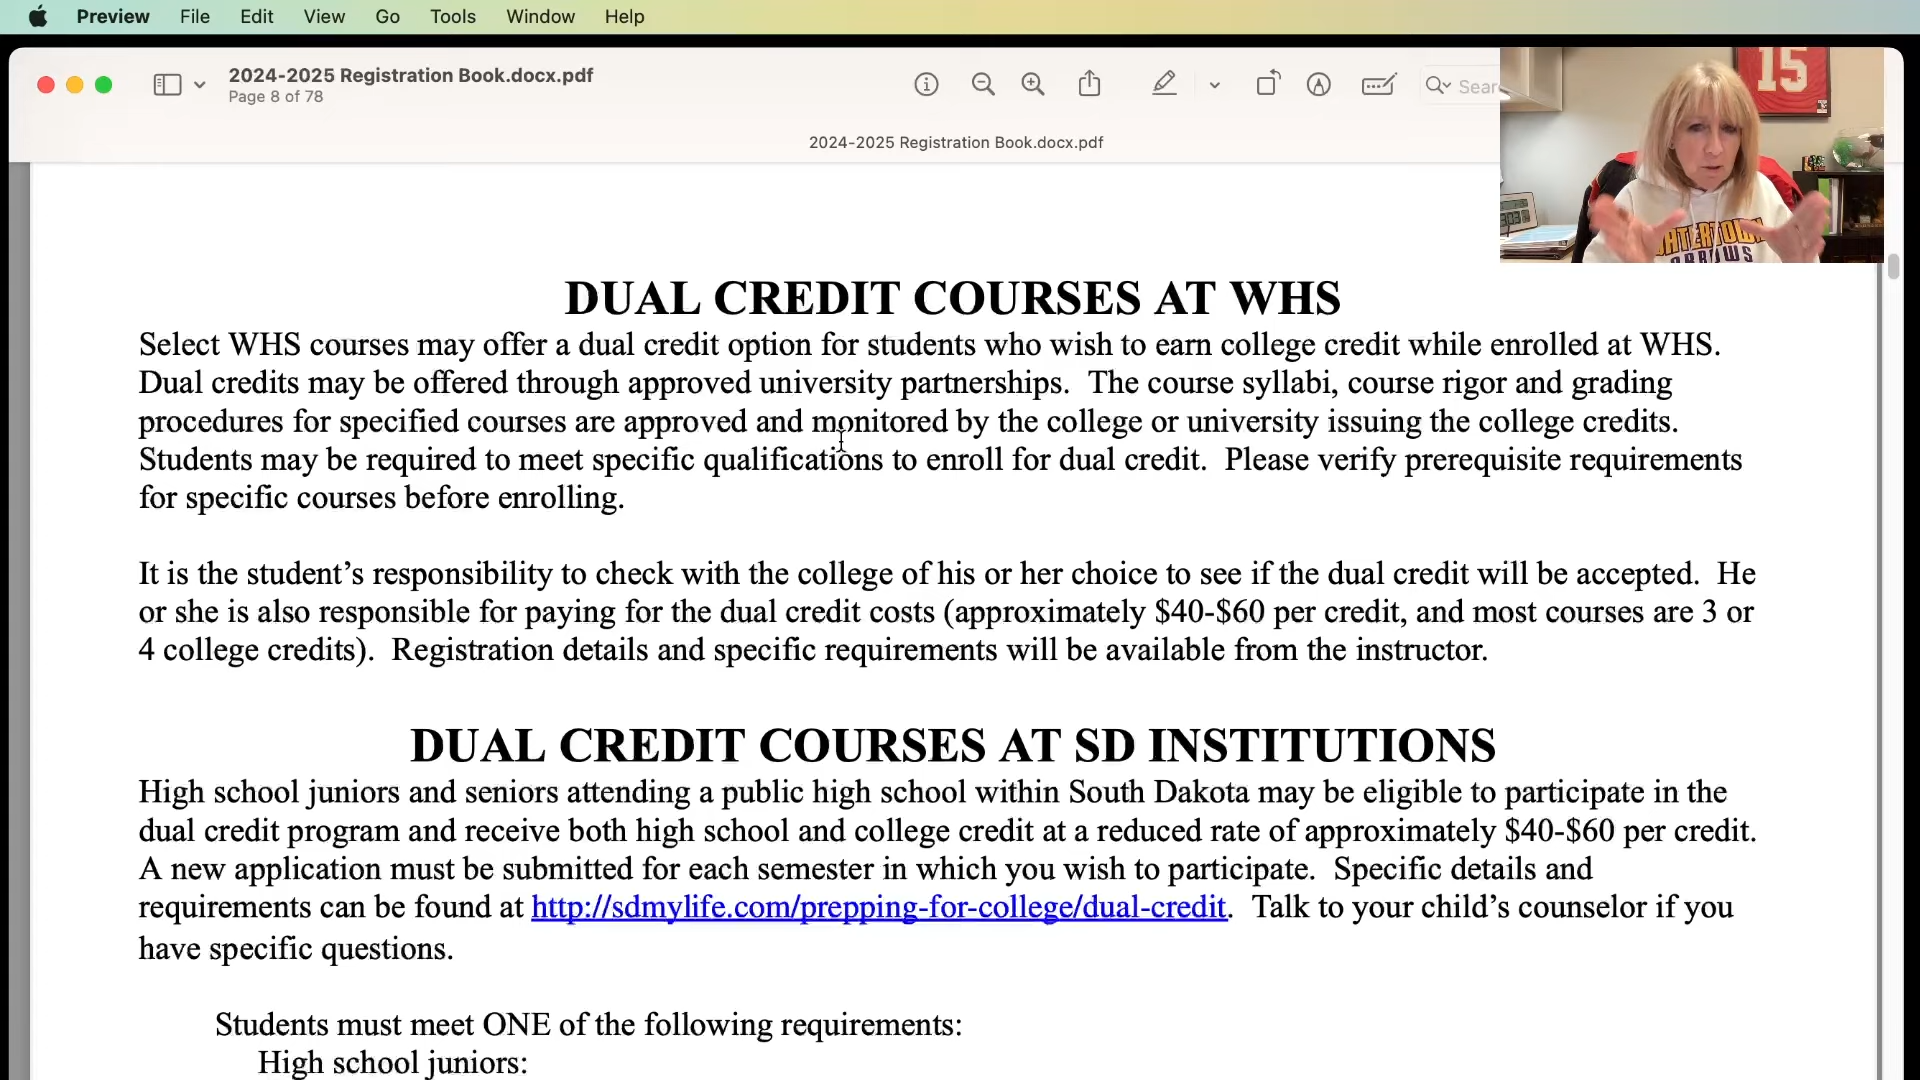 Preview File Edit View Go Tools Window Help
2024-2025 Registration Book.docx.pdf
Page 8 of 78
Sear
2024-2025 Registration Book.docx.pdf
15
WATERTOWN
ARROWS
DUAL CREDIT COURSES AT WHS
Select WHS courses may offer a dual credit option for students who wish to earn college credit while enrolled at WHS.
Dual credits may be offered through approved university partnerships.  The course syllabi, course rigor and grading
procedures for specified courses are approved and monitored by the college or university issuing the college credits.
Students may be required to meet specific qualifications to enroll for dual credit.  Please verify prerequisite requirements
for specific courses before enrolling.
It is the student’s responsibility to check with the college of his or her choice to see if the dual credit will be accepted.  He
or she is also responsible for paying for the dual credit costs (approximately $40-$60 per credit, and most courses are 3 or
4 college credits).  Registration details and specific requirements will be available from the instructor.
DUAL CREDIT COURSES AT SD INSTITUTIONS
High school juniors and seniors attending a public high school within South Dakota may be eligible to participate in the
dual credit program and receive both high school and college credit at a reduced rate of approximately $40-$60 per credit.
A new application must be submitted for each semester in which you wish to participate.  Specific details and
requirements can be found at http://sdmylife.com/prepping-for-college/dual-credit.  Talk to your child’s counselor if you
have specific questions.
Students must meet ONE of the following requirements:
High school juniors: